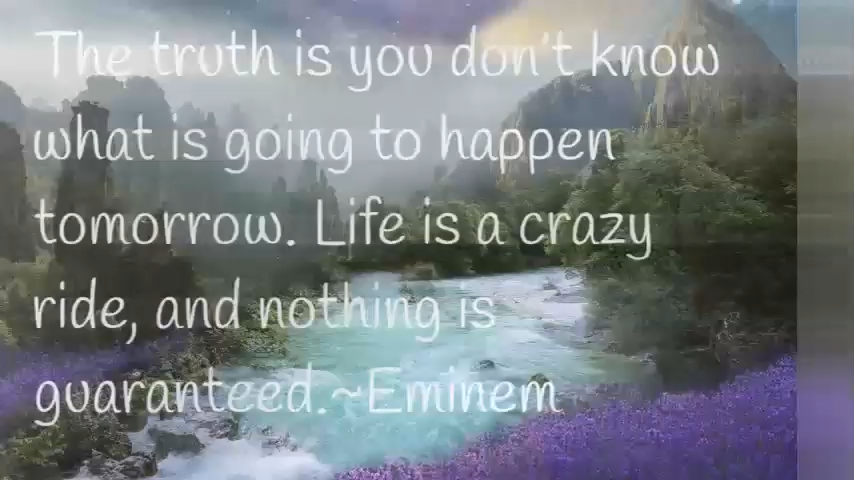 The truth is you don't know
what is going to happen
tomorrow. Life is a crazy
ride, and nothing is
guaranteed.~Eminem